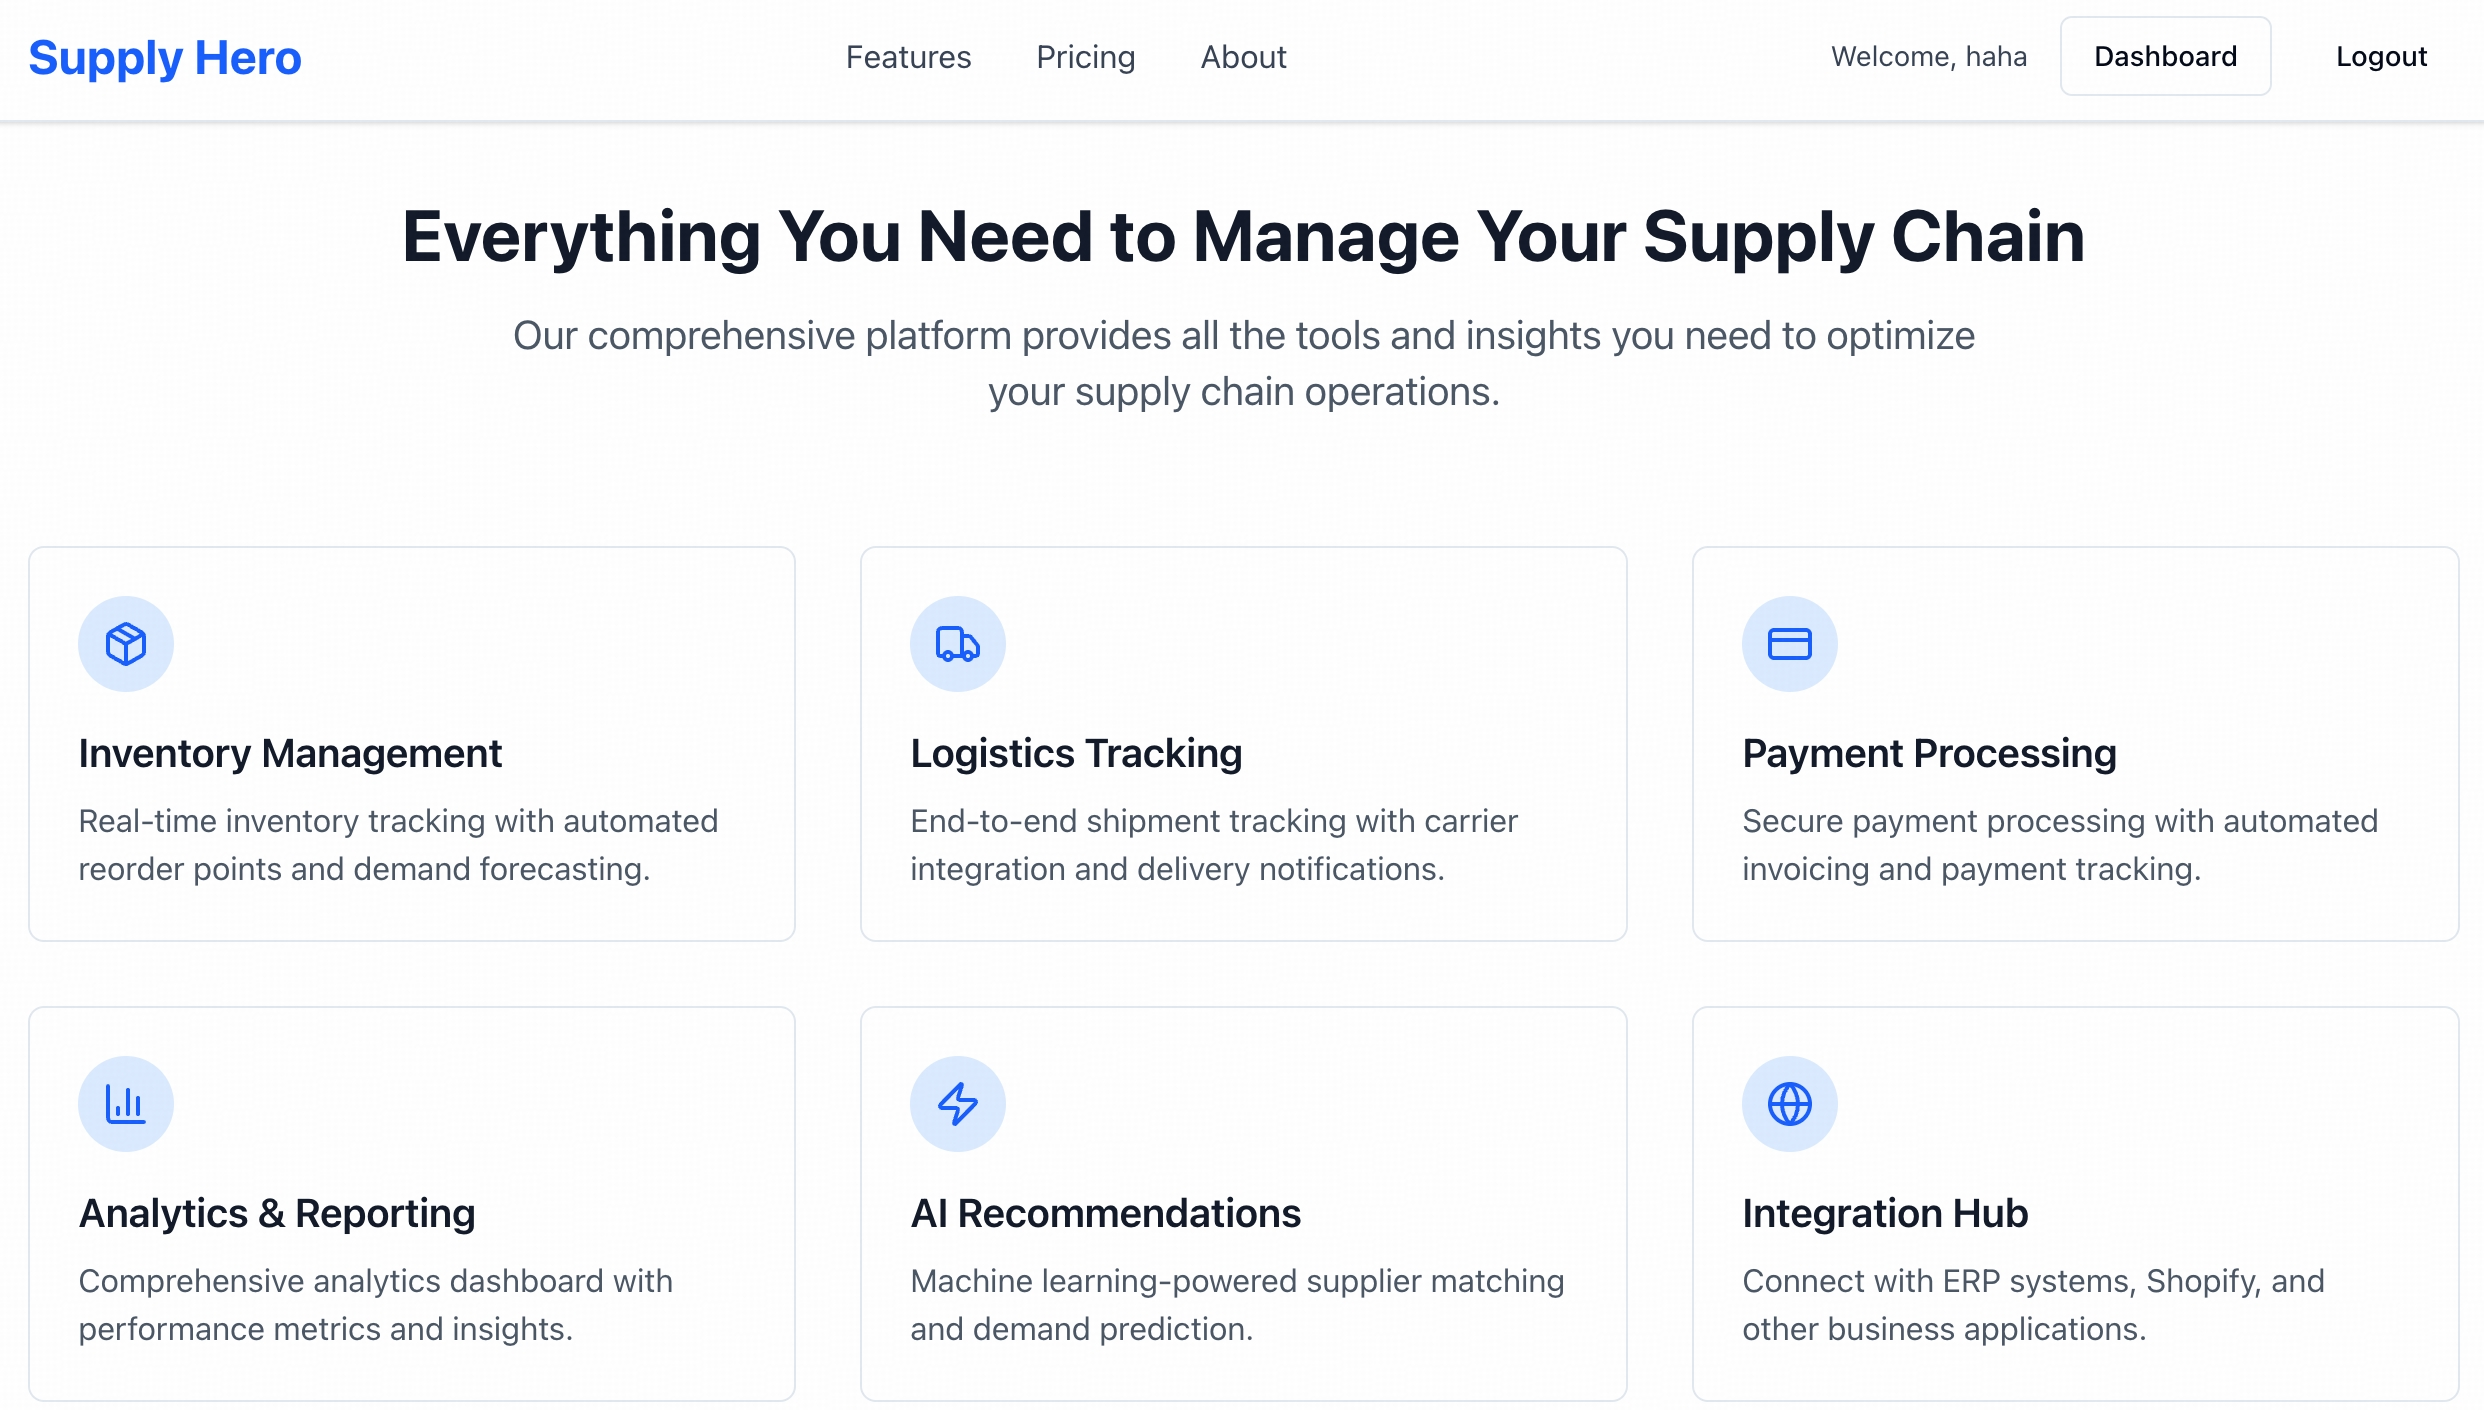 Supply Hero
Features
Pricing
About
Welcome, haha
Dashboard
Logout
Everything You Need to Manage Your Supply Chain
Our comprehensive platform provides all the tools and insights you need to optimize
your supply chain operations.
Inventory Management
Real-time inventory tracking with automated
reorder points and demand forecasting.
Logistics Tracking
End-to-end shipment tracking with carrier
integration and delivery notifications.
Payment Processing
Secure payment processing with automated
invoicing and payment tracking.
Analytics & Reporting
Comprehensive analytics dashboard with
performance metrics and insights.
AI Recommendations
Machine learning-powered supplier matching
and demand prediction.
Integration Hub
Connect with ERP systems, Shopify, and
other business applications.